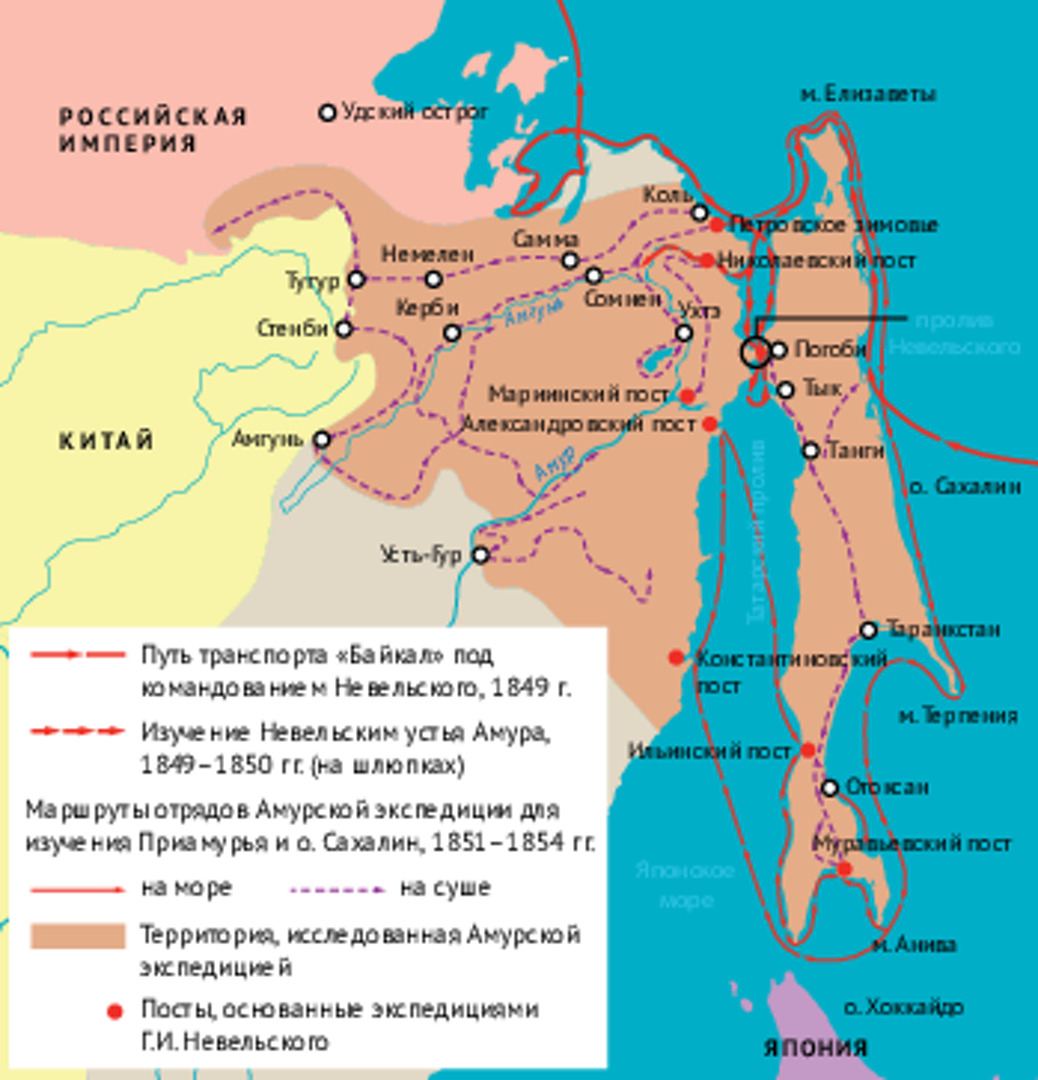 м. Елизаветы
РОССИЙСКАЯ
ИМПЕРИЯ
Удский острог
Коль
Петровское зимовье
Самма
Немелен
Николаевский пост
Тугур
Сомнен
Керби
Амгунь
Ухтэ
Стенби
пролив
Невельского
Погоби
Тык
Мариинский пост
Александровский пост
КИТАЙ
Амгунь
Танги
Амур
о. Сахалин
Татарский пролив
Усть-Гур
Таранкстан
Константиновский
пост
м. Терпения
Ильинский пост
Отоксан
Муравьевский пост
Японское
море
м. Анива
о. Хоккайдо
ЯПОНИЯ
Путь транспорта «Байкал» под
командованием Невельского, 1849 г.
Изучение Невельским устья Амура,
1849–1850 гг. (на шлюпках)
Маршруты отрядов Амурской экспедиции для
изучения Приамурья и о. Сахалин, 1851–1854 гг.
на море
на суше
Территория, исследованная Амурской
экспедицией
Посты, основанные экспедициями
Г.И. Невельского